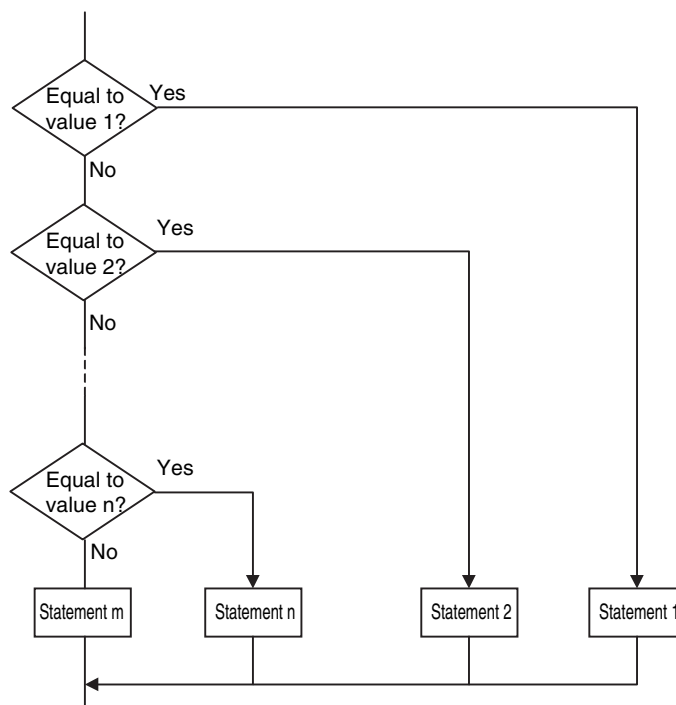 Equal to
value 1?
Yes
No
Equal to
value 2?
Yes
No
Equal to
value n?
Yes
No
Statement m
Statement n
Statement 2
Statement 1